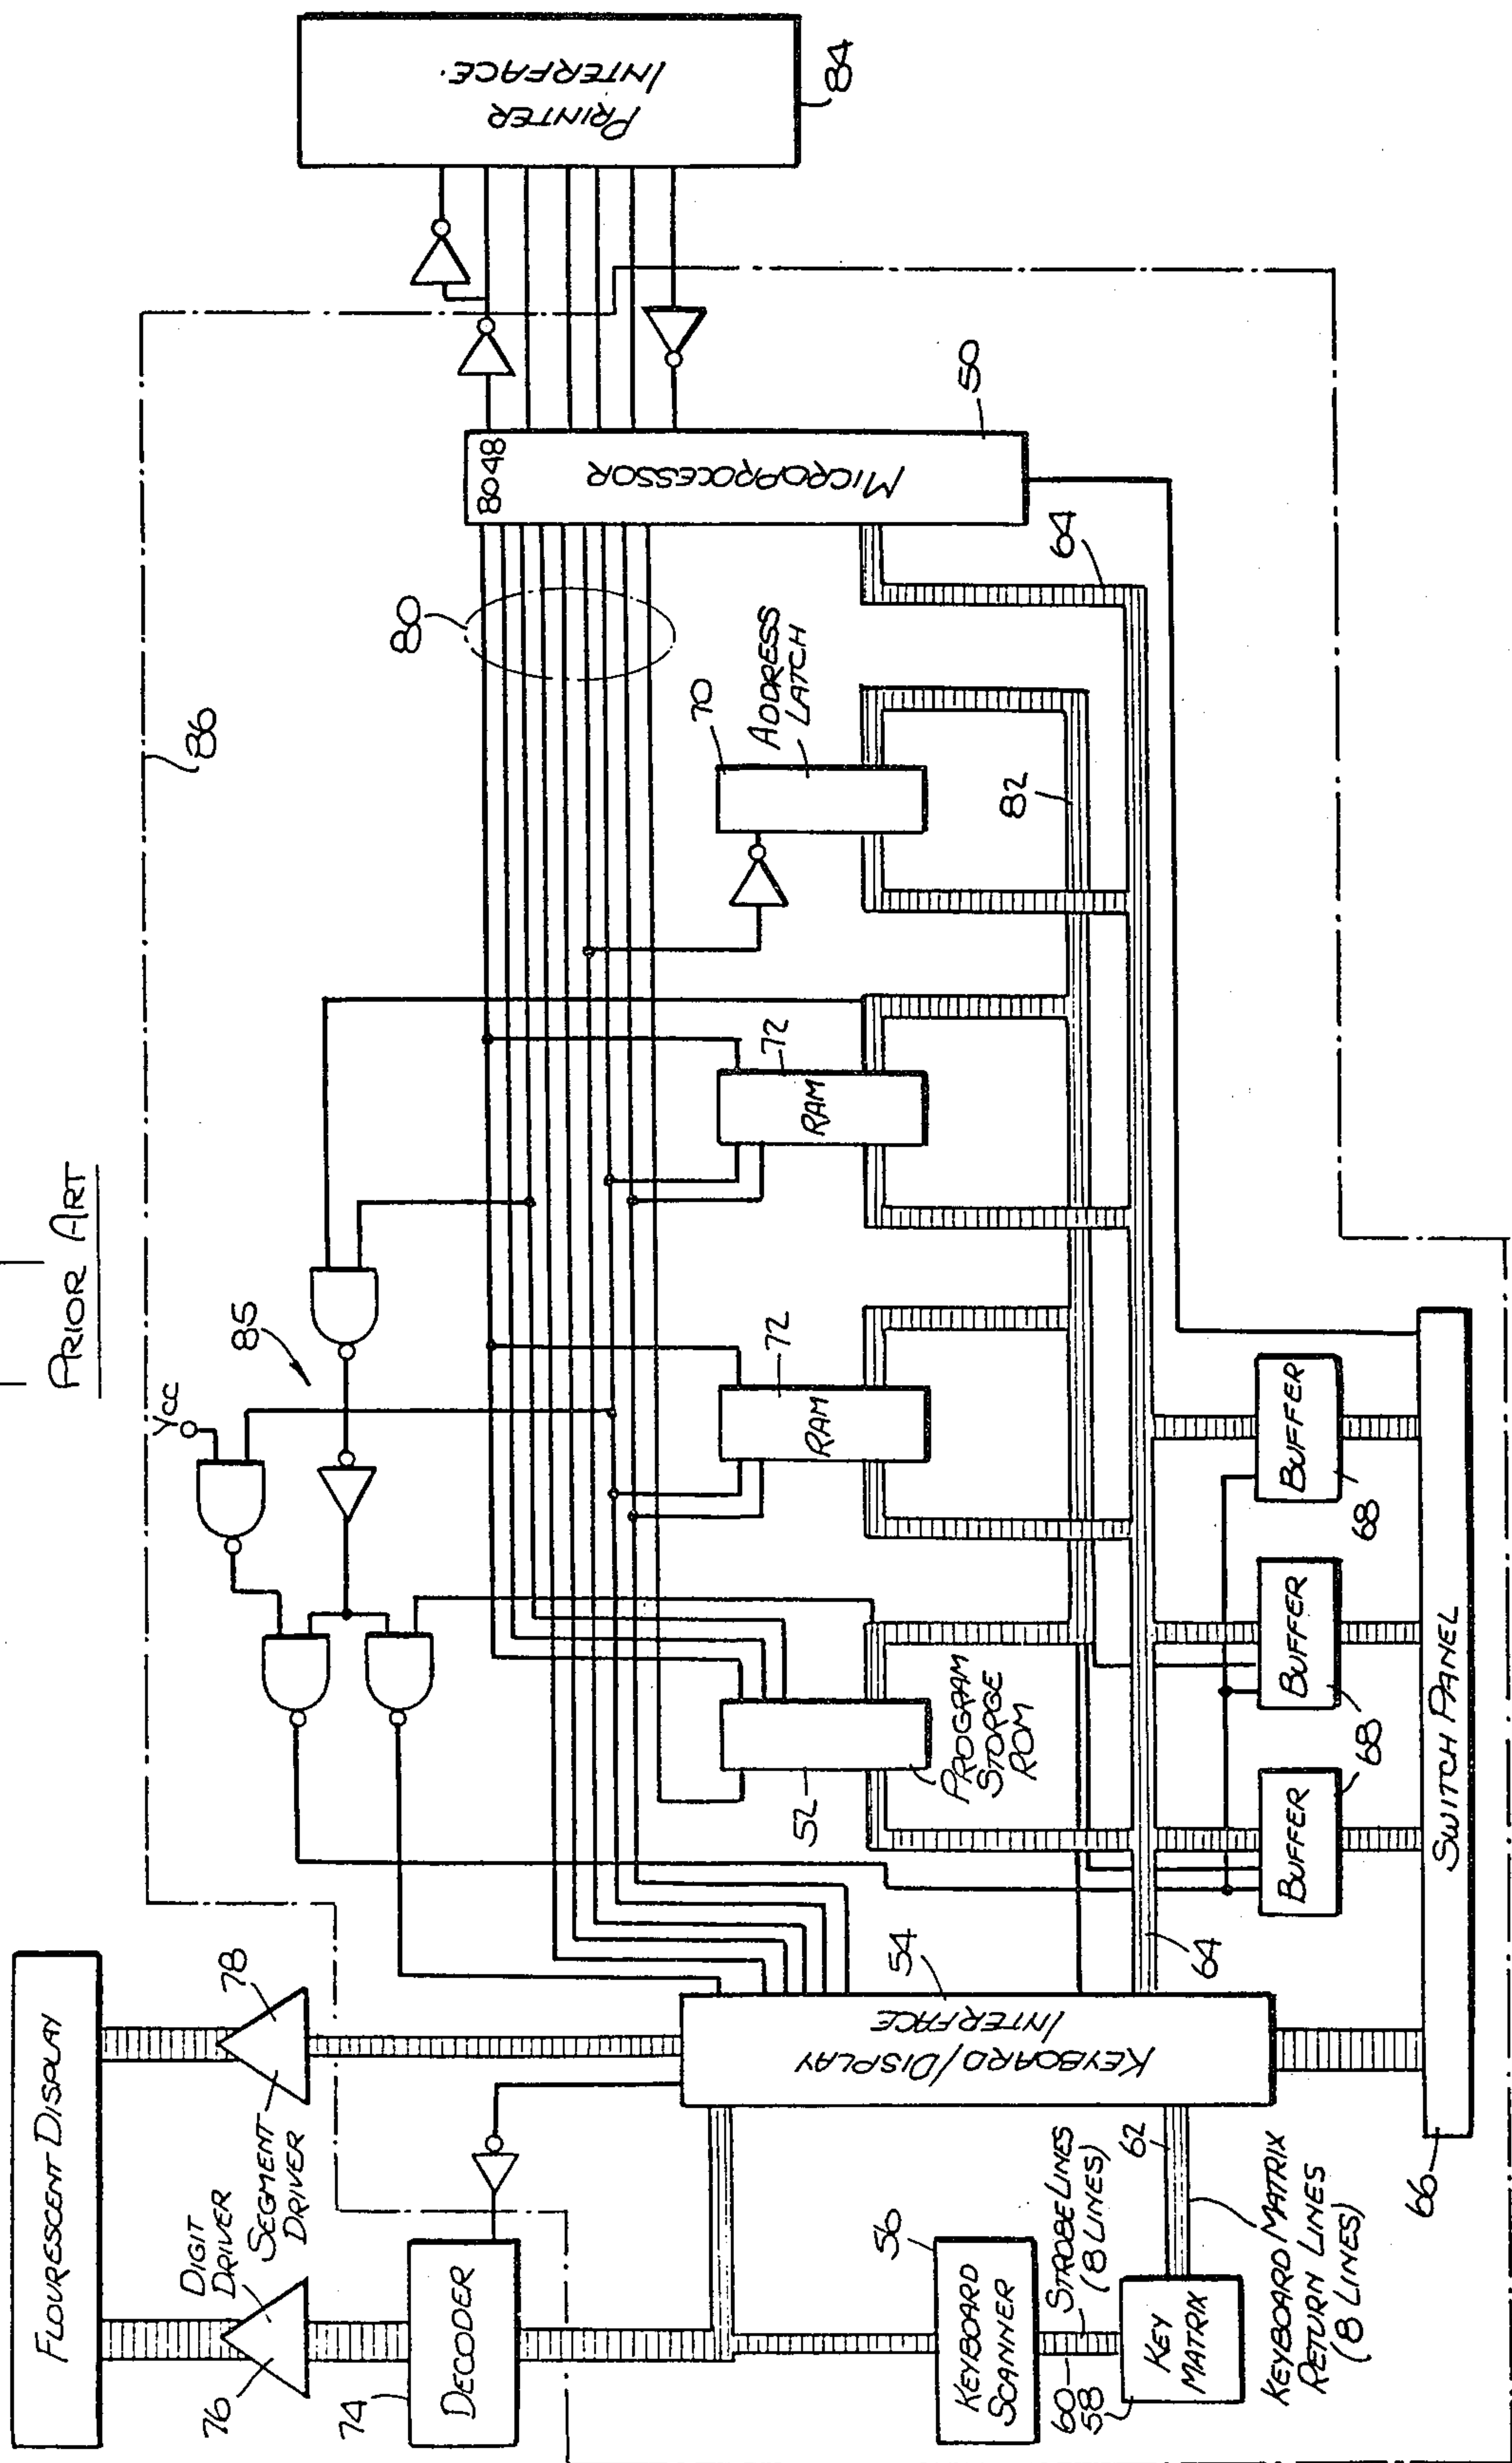 PRIOR ART
FLOURESCENT DISPLAY
76
DIGIT
DRIVER
SEGMENT
DRIVER
78
74
DECODER
86
VCC
85
80
8048
MICROPROCESSOR
50
PRINTER
INTERFACE.
84
KEYBOARD/DISPLAY
INTERFACE
54
52
PROGRAM
STORGE
ROM
RAM
72
RAM
72
70
ADDRESS
LATCH
82
64
64
56
KEYBOARD
SCANNER
60
58
STROBE LINES
(8 LINES)
62
KEY
MATRIX
KEYBOARD MATRIX
RETURN LINES
(8 LINES)
BUFFER
68
BUFFER
68
BUFFER
68
66
SWITCH PANEL